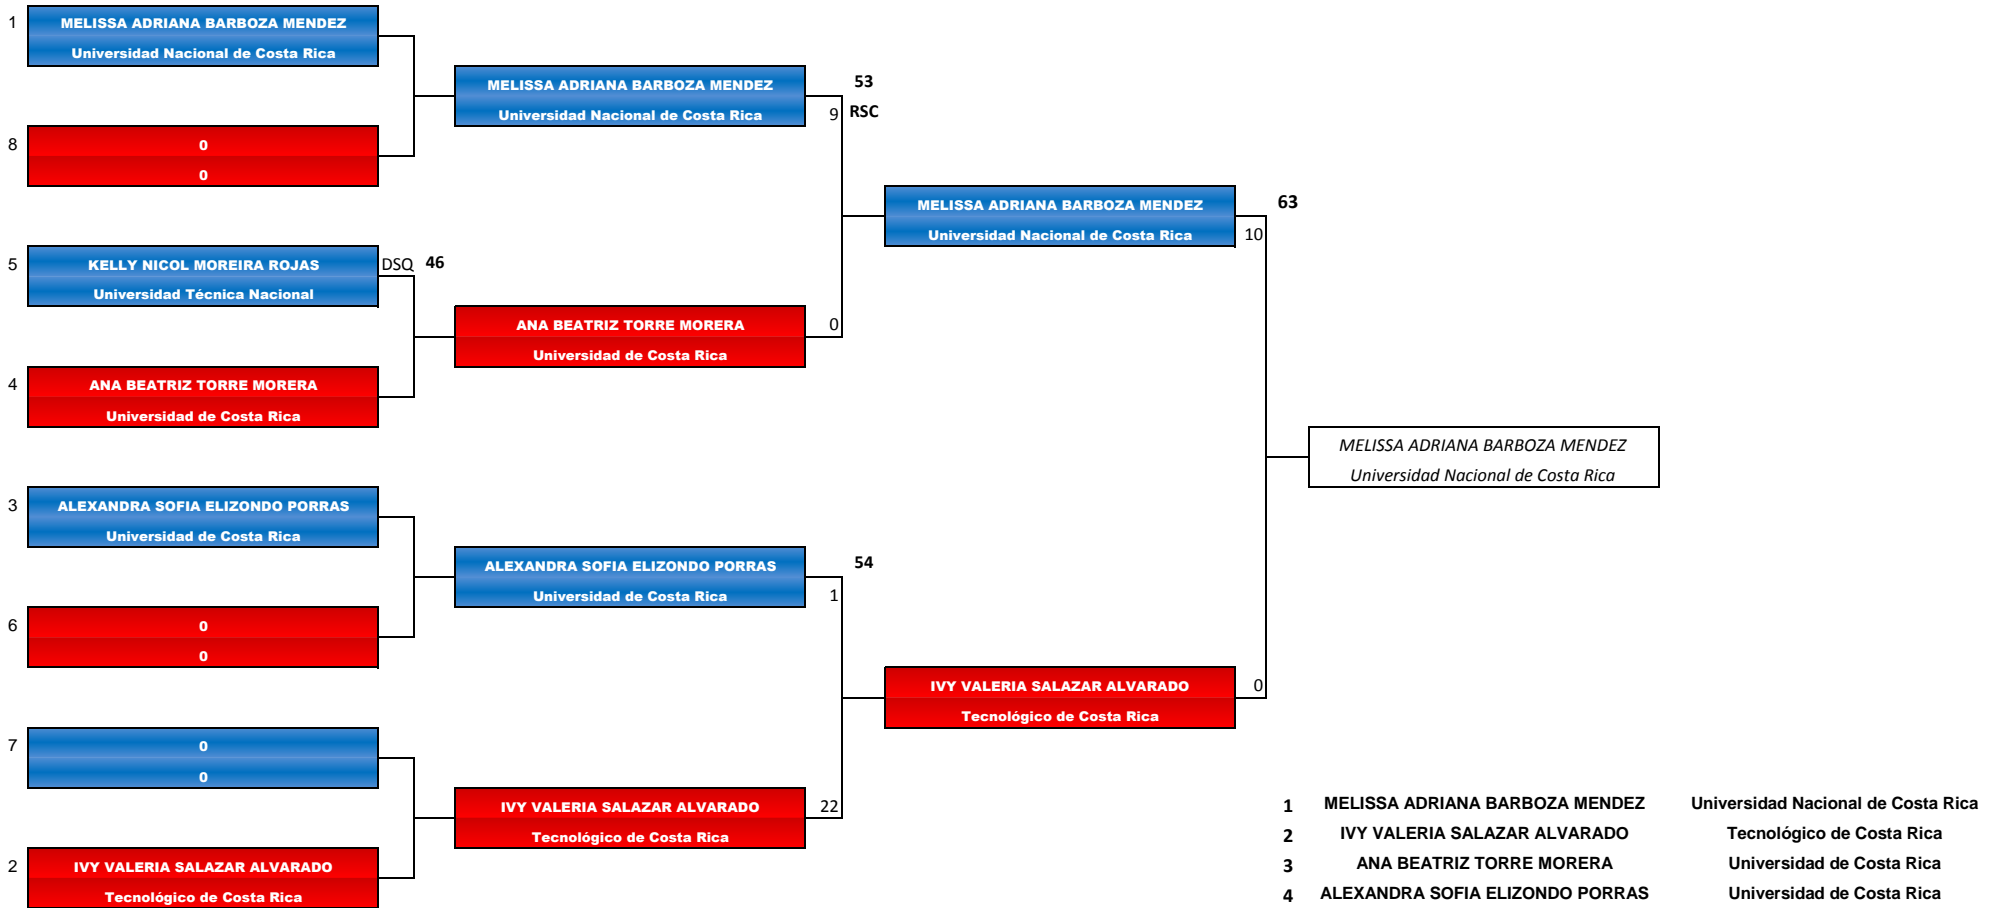 1
MELISSA ADRIANA BARBOZA MENDEZ
Universidad Nacional de Costa Rica
8
0
0
5
KELLY NICOL MOREIRA ROJAS
Universidad Técnica Nacional
DSQ 46
4
ANA BEATRIZ TORRE MORERA
Universidad de Costa Rica
3
ALEXANDRA SOFIA ELIZONDO PORRAS
Universidad de Costa Rica
6
0
0
7
0
0
2
IVY VALERIA SALAZAR ALVARADO
Tecnológico de Costa Rica
MELISSA ADRIANA BARBOZA MENDEZ
Universidad Nacional de Costa Rica
53
9 RSC
ANA BEATRIZ TORRE MORERA
Universidad de Costa Rica
0
ALEXANDRA SOFIA ELIZONDO PORRAS
Universidad de Costa Rica
54
1
IVY VALERIA SALAZAR ALVARADO
Tecnológico de Costa Rica
22
MELISSA ADRIANA BARBOZA MENDEZ
Universidad Nacional de Costa Rica
63
10
IVY VALERIA SALAZAR ALVARADO
Tecnológico de Costa Rica
0
MELISSA ADRIANA BARBOZA MENDEZ
Universidad Nacional de Costa Rica
1 MELISSA ADRIANA BARBOZA MENDEZ Universidad Nacional de Costa Rica
2 IVY VALERIA SALAZAR ALVARADO Tecnológico de Costa Rica
3 ANA BEATRIZ TORRE MORERA Universidad de Costa Rica
4 ALEXANDRA SOFIA ELIZONDO PORRAS Universidad de Costa Rica